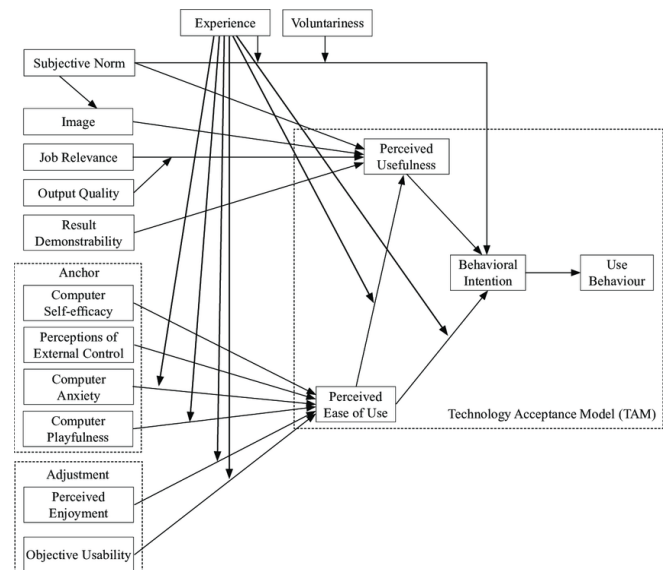 Experience
Voluntariness
Subjective Norm
Image
Job Relevance
Output Quality
Result
Demonstrability
Perceived
Usefulness
Behavioral
Intention
Use
Behaviour
Anchor
Computer
Self-efficacy
Perceptions of
External Control
Computer
Anxiety
Computer
Playfulness
Perceived
Ease of Use
Technology Acceptance Model (TAM)
Adjustment
Perceived
Enjoyment
Objective Usability